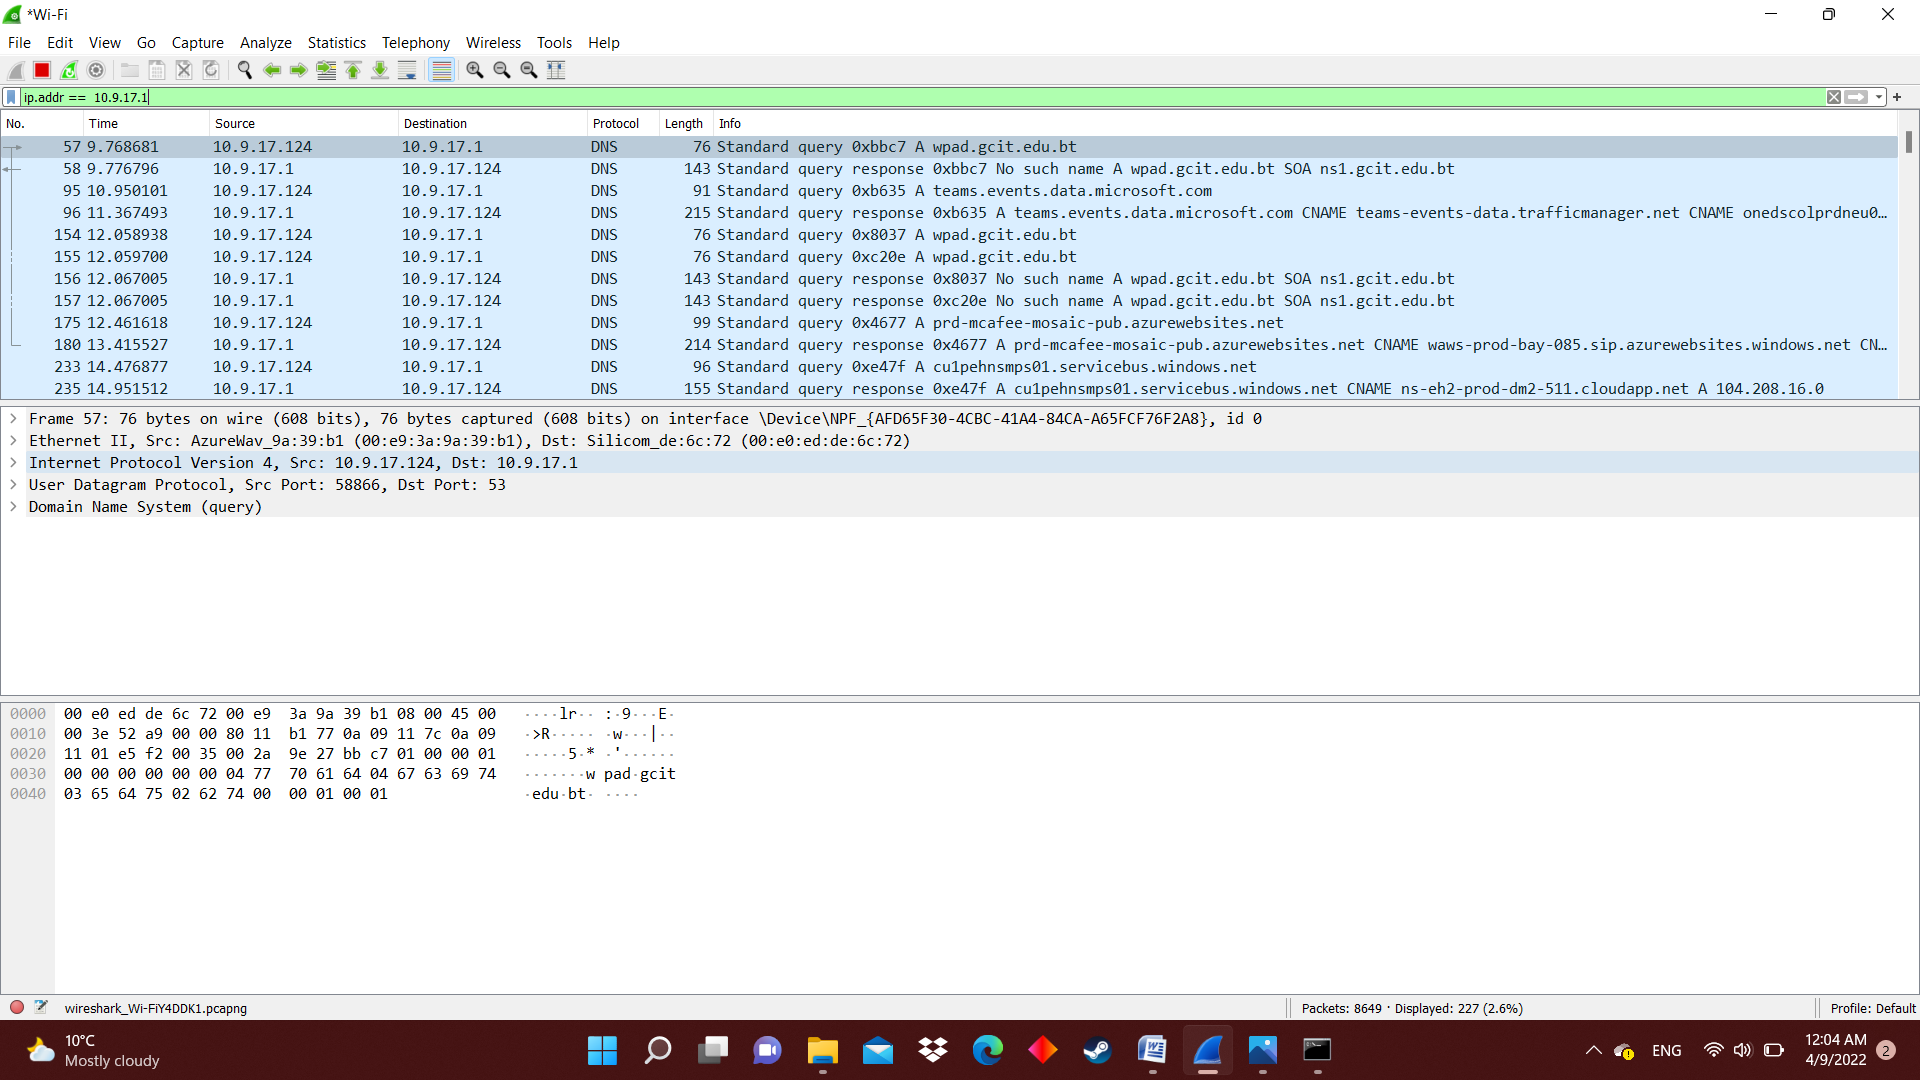 *Wi-Fi
File Edit View Go Capture Analyze Statistics Telephony Wireless Tools Help
ip.addr == 10.9.17.1
No. Time Source Destination Protocol Length Info
57 9.768681 10.9.17.124 10.9.17.1 DNS 76 Standard query 0xbbc7 A wpad.gcit.edu.bt
58 9.776796 10.9.17.1 10.9.17.124 DNS 143 Standard query response 0xbbc7 No such name A wpad.gcit.edu.bt SOA ns1.gcit.edu.bt
95 10.950101 10.9.17.124 10.9.17.1 DNS 91 Standard query 0xb635 A teams.events.data.microsoft.com
96 11.367493 10.9.17.1 10.9.17.124 DNS 215 Standard query response 0xb635 A teams.events.data.microsoft.com CNAME teams-events-data.trafficmanager.net CNAME onedscolprdneu0…
154 12.058938 10.9.17.124 10.9.17.1 DNS 76 Standard query 0x8037 A wpad.gcit.edu.bt
155 12.059700 10.9.17.124 10.9.17.1 DNS 76 Standard query 0xc20e A wpad.gcit.edu.bt
156 12.067005 10.9.17.1 10.9.17.124 DNS 143 Standard query response 0x8037 No such name A wpad.gcit.edu.bt SOA ns1.gcit.edu.bt
157 12.067005 10.9.17.1 10.9.17.124 DNS 143 Standard query response 0xc20e No such name A wpad.gcit.edu.bt SOA ns1.gcit.edu.bt
175 12.461618 10.9.17.124 10.9.17.1 DNS 99 Standard query 0x4677 A prd-mcafee-mosaic-pub.azurewebsites.net
180 13.415527 10.9.17.1 10.9.17.124 DNS 214 Standard query response 0x4677 A prd-mcafee-mosaic-pub.azurewebsites.net CNAME waws-prod-bay-085.sip.azurewebsites.windows.net CN…
233 14.476877 10.9.17.124 10.9.17.1 DNS 96 Standard query 0xe47f A cu1pehnsmps01.servicebus.windows.net
235 14.951512 10.9.17.1 10.9.17.124 DNS 155 Standard query response 0xe47f A cu1pehnsmps01.servicebus.windows.net CNAME ns-eh2-prod-dm2-511.cloudapp.net A 104.208.16.0
Frame 57: 76 bytes on wire (608 bits), 76 bytes captured (608 bits) on interface \Device\NPF_{AFD65F30-4CBC-41A4-84CA-A65FCF76F2A8}, id 0
Ethernet II, Src: AzureWav_9a:39:b1 (00:e9:3a:9a:39:b1), Dst: Silicom_de:6c:72 (00:e0:ed:de:6c:72)
Internet Protocol Version 4, Src: 10.9.17.124, Dst: 10.9.17.1
User Datagram Protocol, Src Port: 58866, Dst Port: 53
Domain Name System (query)
0000 00 e0 ed de 6c 72 00 e9 3a 9a 39 b1 08 00 45 00 ····lr·· :·9···E·
0010 00 3e 52 a9 00 00 80 11 b1 77 0a 09 11 7c 0a 09 ·>R····· ·w···|··
0020 11 01 e5 f2 00 35 00 2a 9e 27 bb c7 01 00 00 01 ·····5·* ·'······
0030 00 00 00 00 00 00 04 77 70 61 64 04 67 63 69 74 ·······w pad·gcit
0040 03 65 64 75 02 62 74 00 00 01 00 01 ·edu·bt· ····
wireshark_Wi-FiY4DDK1.pcapng
Packets: 8649 · Displayed: 227 (2.6%)
Profile: Default
10°C
Mostly cloudy
ENG
12:04 AM
4/9/2022
2